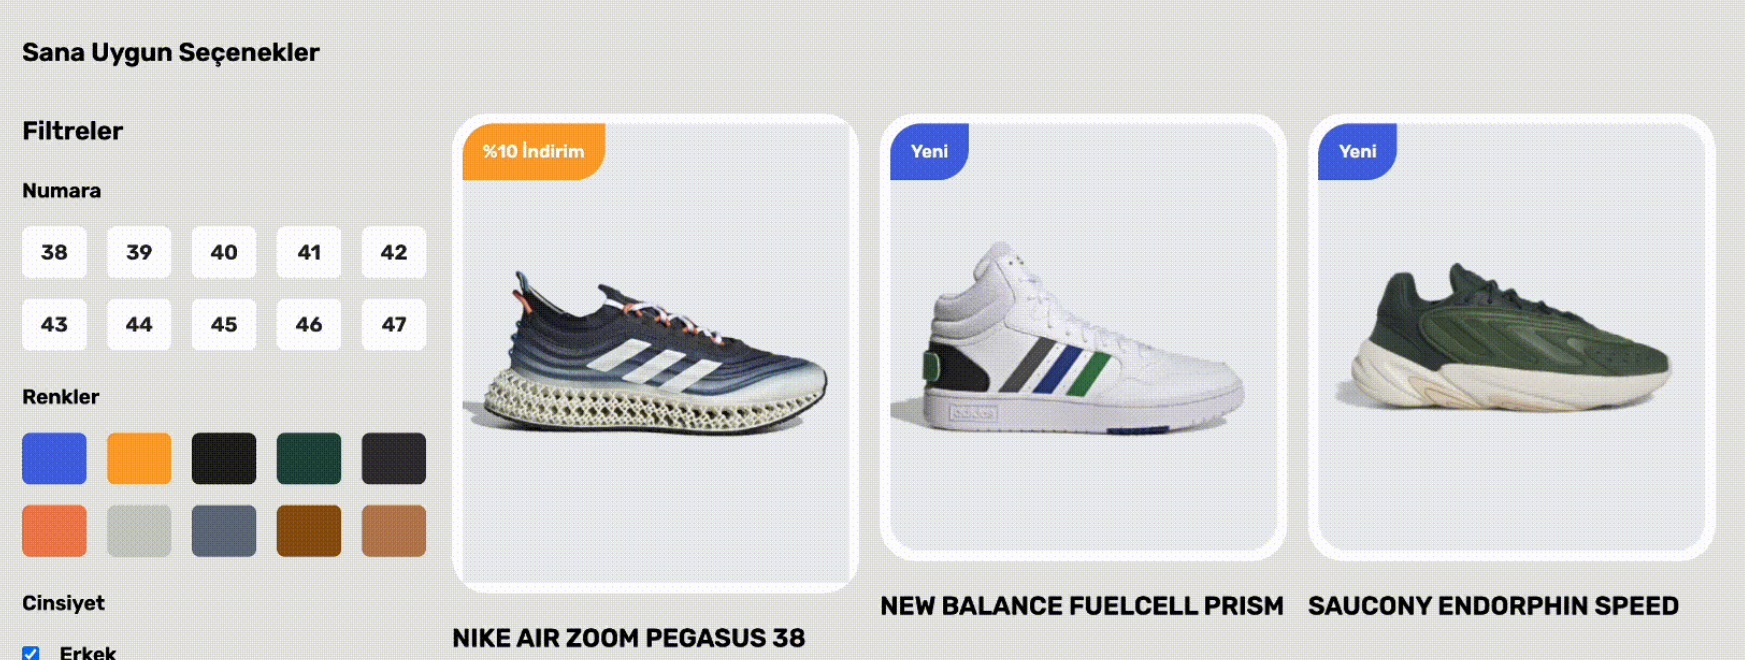 Sana Uygun Seçenekler
Filtreler
Numara
38 39 40 41 42
43 44 45 46 47
Renkler
Cinsiyet
Erkek
%10 İndirim
NIKE AIR ZOOM PEGASUS 38
Yeni
adidas
NEW BALANCE FUELCELL PRISM
Yeni
SAUCONY ENDORPHIN SPEED